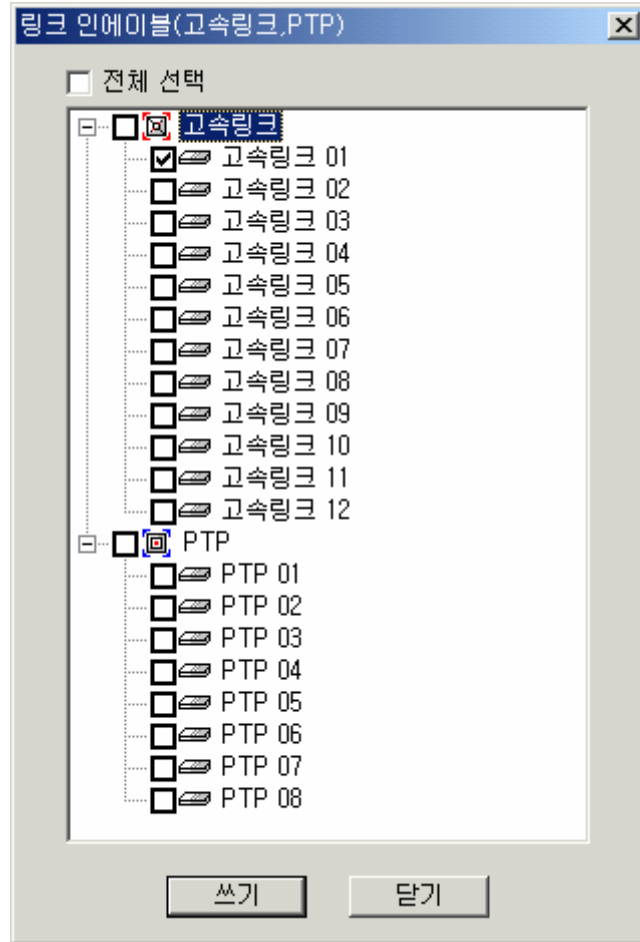 링크 인에이블(고속링크,PTP)
전체 선택
고속링크
고속링크 01
고속링크 02
고속링크 03
고속링크 04
고속링크 05
고속링크 06
고속링크 07
고속링크 08
고속링크 09
고속링크 10
고속링크 11
고속링크 12
PTP
PTP 01
PTP 02
PTP 03
PTP 04
PTP 05
PTP 06
PTP 07
PTP 08
쓰기 닫기